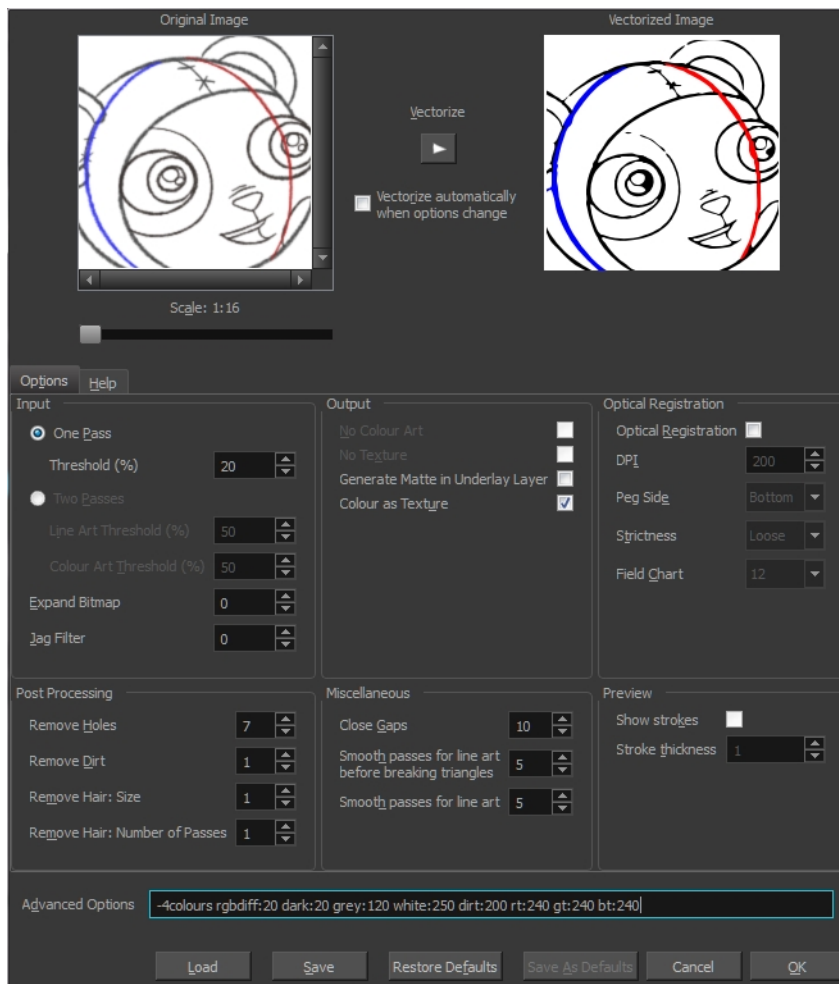 Original Image
Vectorized Image
Vectorize
Vectorize automatically
when options change
Scale: 1:16
Options
Help
Input
One Pass
Threshold (%)
20
Two Passes
Line Art Threshold (%)
50
Colour Art Threshold (%)
50
Expand Bitmap
0
Jag Filter
0
Output
No Colour Art
No Texture
Generate Matte in Underlay Layer
Colour as Texture
Optical Registration
Optical Registration
DPI
200
Peg Side
Bottom
Strictness
Loose
Field Chart
12
Post Processing
Remove Holes
7
Remove Dirt
1
Remove Hair: Size
1
Remove Hair: Number of Passes
1
Miscellaneous
Close Gaps
10
Smooth passes for line art
before breaking triangles
5
Smooth passes for line art
5
Preview
Show strokes
Stroke thickness
1
Advanced Options
-4colours rgbdiff:20 dark:20 grey:120 white:250 dirt:200 rt:240 gt:240 bt:240
Load
Save
Restore Defaults
Save As Defaults
Cancel
OK